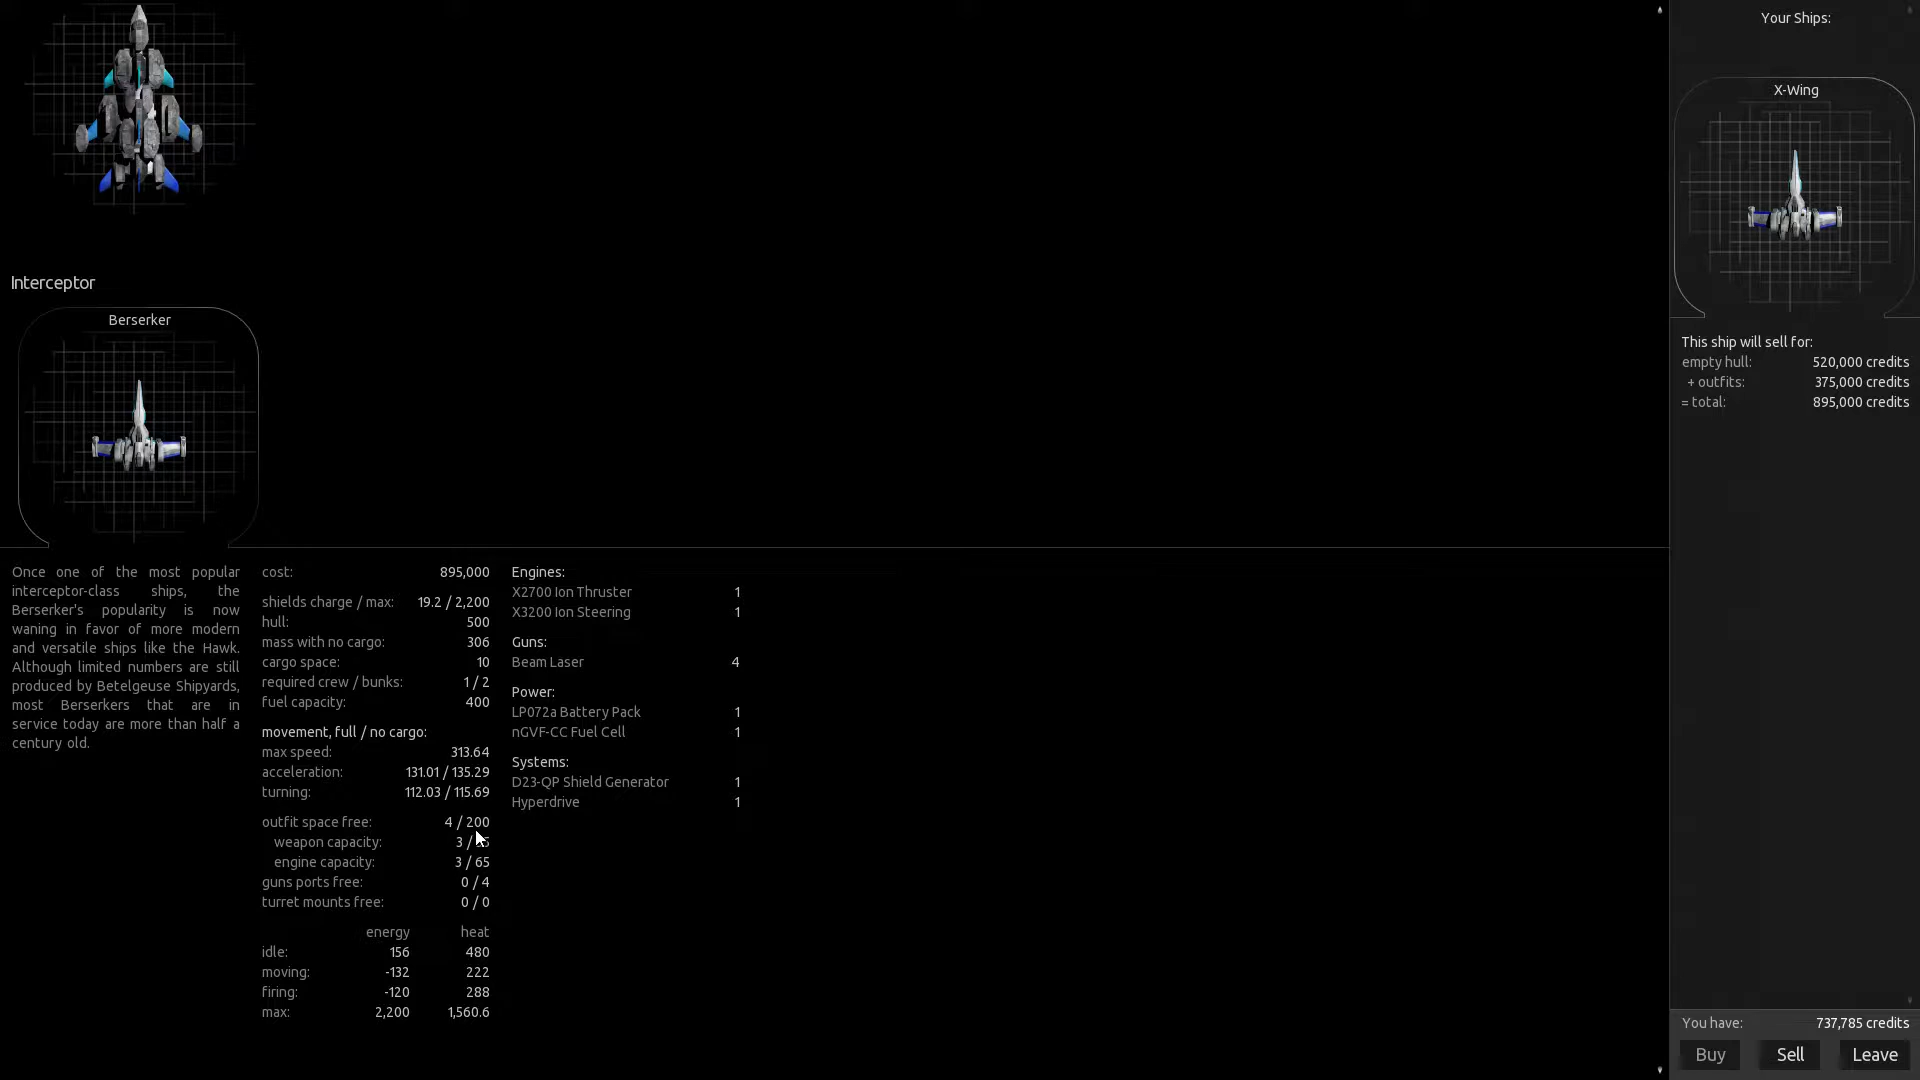 Interceptor
Berserker
Once one of the most popular
interceptor-class ships, the
Berserker's popularity is now
waning in favor of more modern
and versatile ships like the Hawk.
Although limited numbers are still
produced by Betelgeuse Shipyards,
most Berserkers that are in
service today are more than half a
century old.
cost: 895,000
shields charge / max: 19.2 / 2,200
hull: 500
mass with no cargo: 306
cargo space: 10
required crew / bunks: 1 / 2
fuel capacity: 400
movement, full / no cargo:
max speed: 313.64
acceleration: 131.01 / 135.29
turning: 112.03 / 115.69
outfit space free: 4 / 200
weapon capacity: 3 /
engine capacity: 3 / 65
guns ports free: 0 / 4
turret mounts free: 0 / 0
energy heat
idle: 156 480
moving: -132 222
firing: -120 288
max: 2,200 1,560.6
Engines:
X2700 Ion Thruster 1
X3200 Ion Steering 1
Guns:
Beam Laser 4
Power:
LP072a Battery Pack 1
nGVF-CC Fuel Cell 1
Systems:
D23-QP Shield Generator 1
Hyperdrive 1
Your Ships:
X-Wing
This ship will sell for:
empty hull: 520,000 credits
+ outfits: 375,000 credits
= total: 895,000 credits
You have: 737,785 credits
Buy Sell Leave